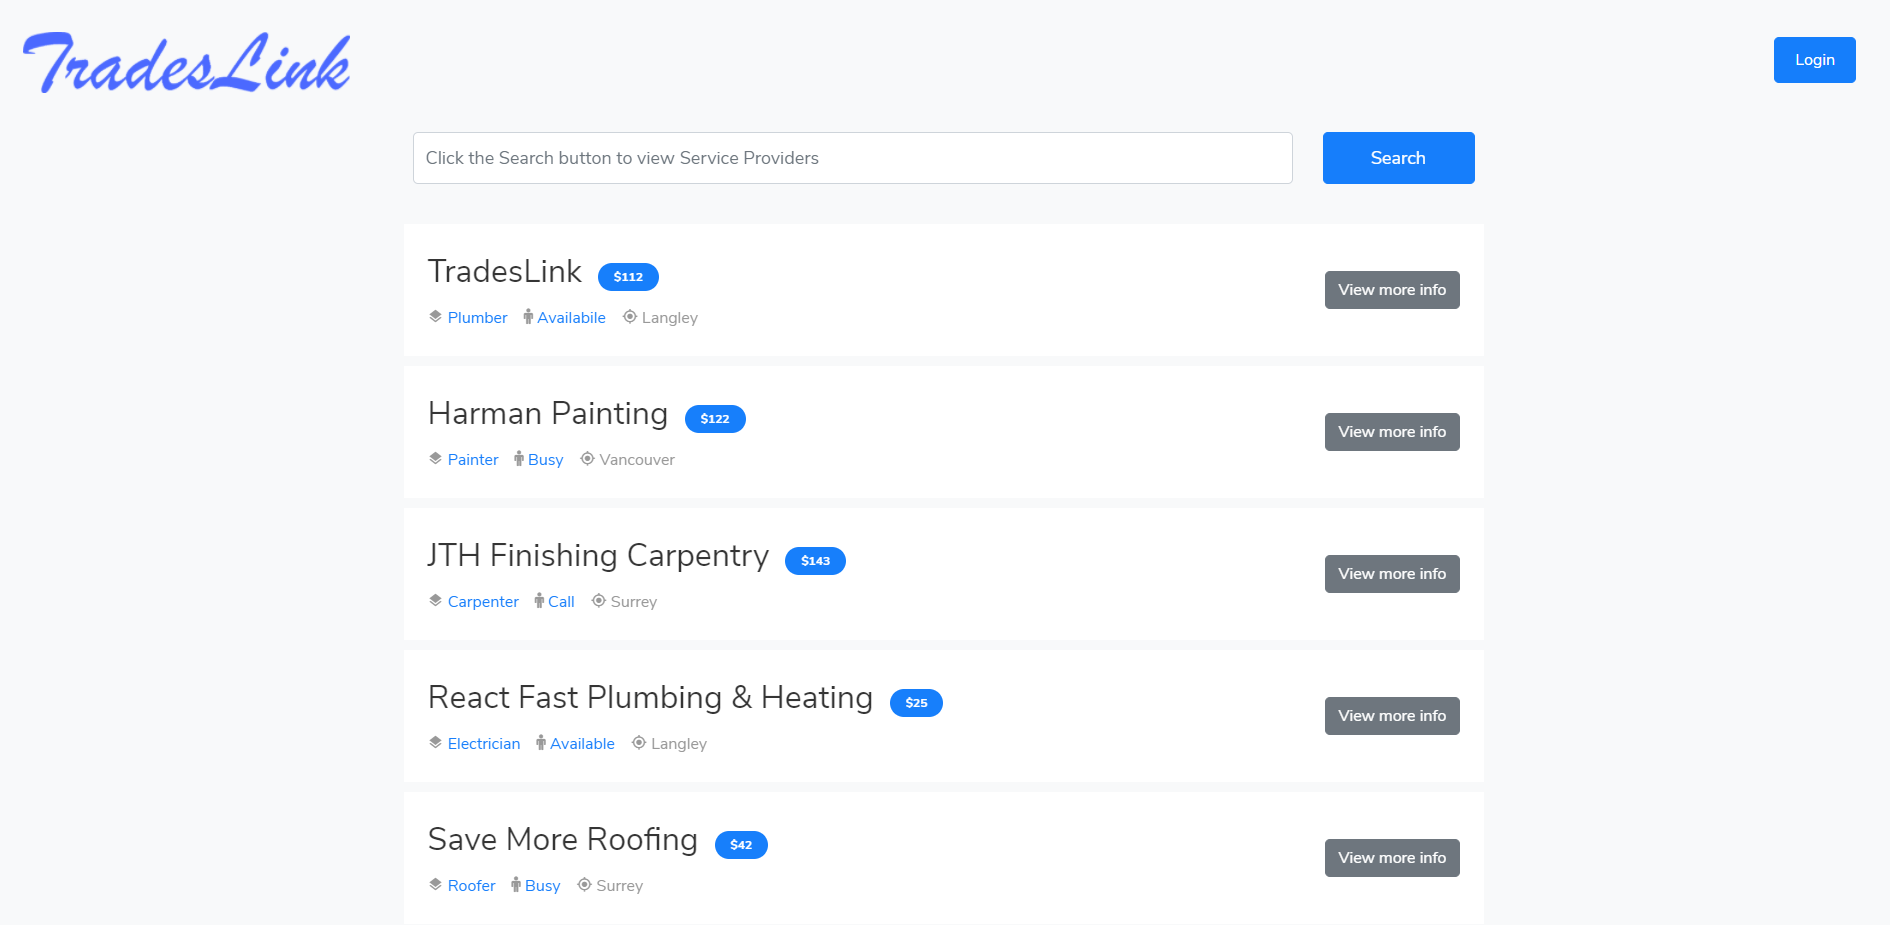 TradesLink
Login
Click the Search button to view Service Providers
Search
TradesLink $112
Plumber Availabile Langley
View more info
Harman Painting $122
Painter Busy Vancouver
View more info
JTH Finishing Carpentry $143
Carpenter Call Surrey
View more info
React Fast Plumbing & Heating $25
Electrician Available Langley
View more info
Save More Roofing $42
Roofer Busy Surrey
View more info